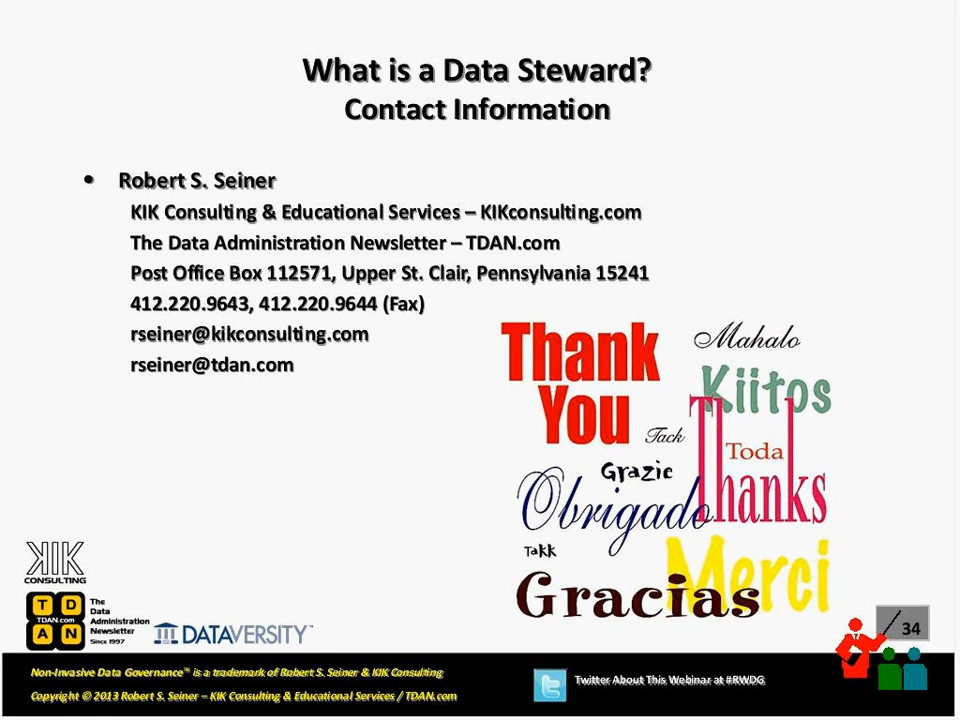 What is a Data Steward?
Contact Information
• Robert S. Seiner
KIK Consulting & Educational Services – KIKconsulting.com
The Data Administration Newsletter – TDAN.com
Post Office Box 112571, Upper St. Clair, Pennsylvania 15241
412.220.9643, 412.220.9644 (Fax)
rseiner@kikconsulting.com
rseiner@tdan.com
Thank You
Mahalo
Kiitos
Tack
Toda
Grazie
Thanks
Obrigado
Takk
Merci
Gracias
KIK
CONSULTING
T D
TDAN.com
A N
The
Data
Administration
Newsletter
Since 1997
DATAVERSITY™
34
Non-Invasive Data Governance™ is a trademark of Robert S. Seiner & KIK Consulting
Copyright © 2013 Robert S. Seiner – KIK Consulting & Educational Services / TDAN.com
Twitter About This Webinar at #RWDG